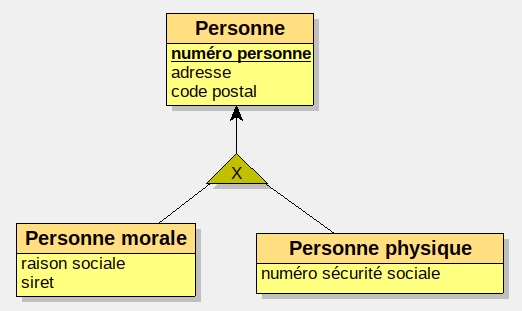 Personne
numéro personne
adresse
code postal
X
Personne morale
raison sociale
siret
Personne physique
numéro sécurité sociale